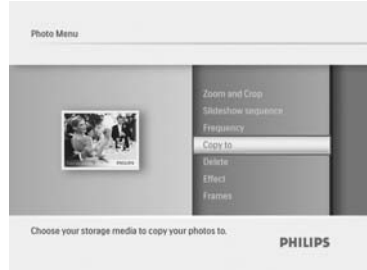 Photo Menu
Zoom and Crop
Slideshow sequence
Frequency
Copy to
Delete
Effect
Frames
PHILIPS
Choose your storage media to copy your photos to.
PHILIPS